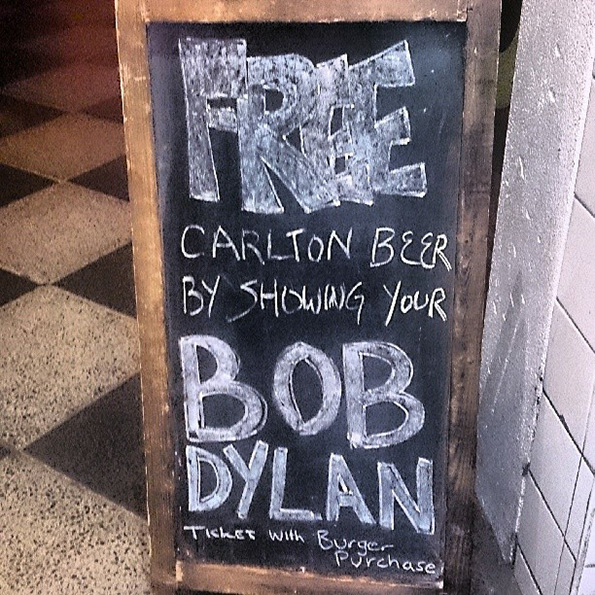 FREE
CARLTON BEER
BY SHOWING YOUR
BOB
DYLAN
Ticket with Burger
Purchase